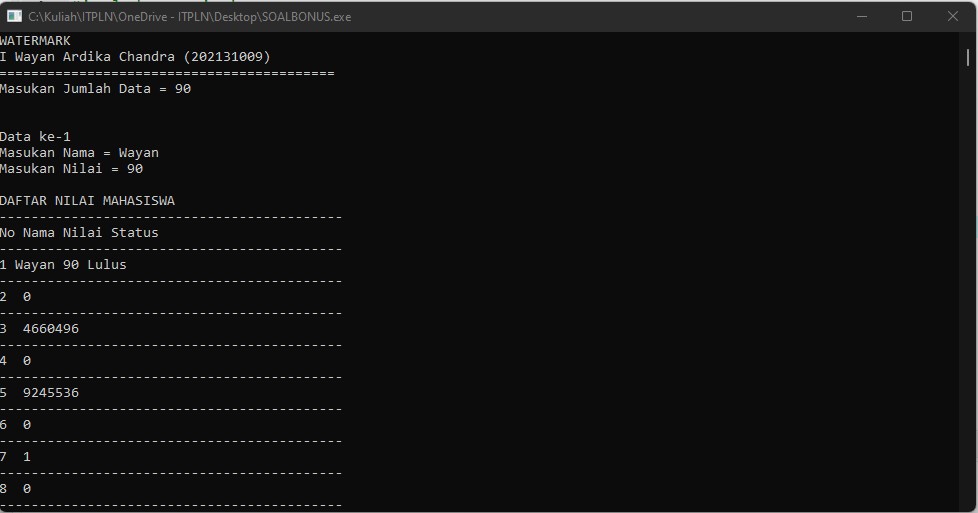 C:\Kuliah\ITPLN\OneDrive - ITPLN\Desktop\SOALBONUS.exe
WATERMARK
I Wayan Ardika Chandra (202131009)
==========================================
Masukan Jumlah Data = 90
Data ke-1
Masukan Nama = Wayan
Masukan Nilai = 90
DAFTAR NILAI MAHASISWA
-------------------------------------------
No Nama Nilai Status
-------------------------------------------
1 Wayan 90 Lulus
-------------------------------------------
2  0
-------------------------------------------
3  4660496
-------------------------------------------
4  0
-------------------------------------------
5  9245536
-------------------------------------------
6  0
-------------------------------------------
7  1
-------------------------------------------
8  0
-------------------------------------------